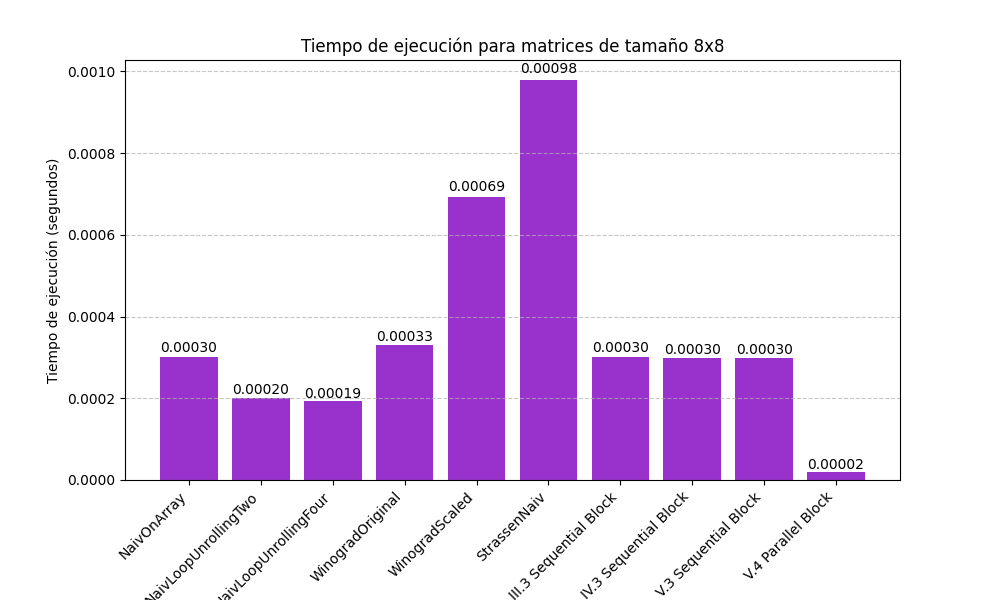 Tiempo de ejecución para matrices de tamaño 8x8
Tiempo de ejecución (segundos)
0.0010
0.0008
0.0006
0.0004
0.0002
0.0000
0.00030
0.00020
0.00019
0.00033
0.00069
0.00098
0.00030
0.00030
0.00030
0.00002
NaivOnArray
NaivLoopUnrollingTwo
NaivLoopUnrollingFour
WinogradOriginal
WinogradScaled
StrassenNaiv
III.3 Sequential Block
IV.3 Sequential Block
V.3 Sequential Block
V.4 Parallel Block